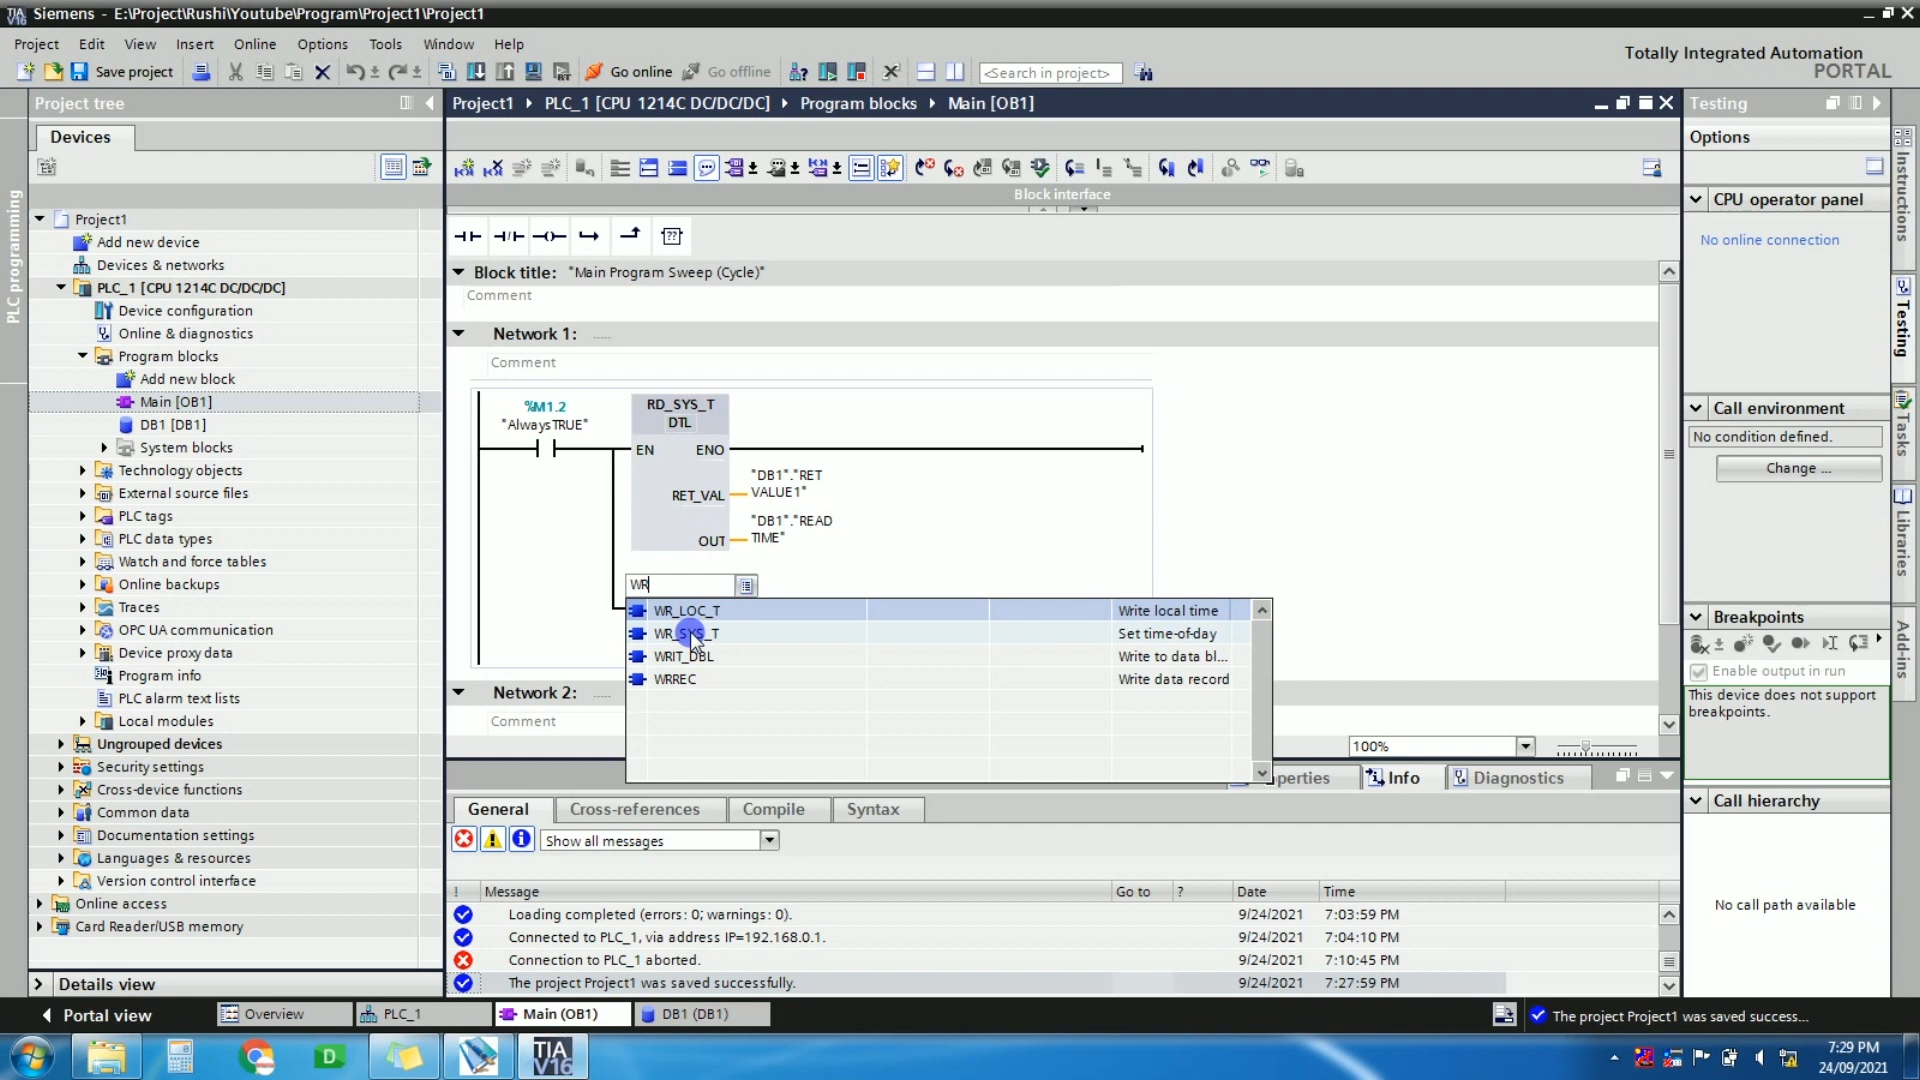 Siemens - E:\Project\Rushi\Youtube\Program\Project1\Project1
Project Edit View Insert Online Options Tools Window Help
Totally Integrated Automation
PORTAL
Save project
Go online
Go offline
<Search in project>
Project tree
Project1 PLC_1 [CPU 1214C DC/DC/DC] Program blocks Main [OB1]
Testing
Devices
Options
PLC programming
Block interface
CPU operator panel
No online connection
Project1
Add new device
Devices & networks
PLC_1 [CPU 1214C DC/DC/DC]
Device configuration
Online & diagnostics
Program blocks
Add new block
Main [OB1]
DB1 [DB1]
System blocks
Technology objects
External source files
PLC tags
PLC data types
Watch and force tables
Online backups
Traces
OPC UA communication
Device proxy data
Program info
PLC alarm text lists
Local modules
Ungrouped devices
Security settings
Cross-device functions
Common data
Documentation settings
Languages & resources
Version control interface
Online access
Card Reader/USB memory
Details view
??
Block title: "Main Program Sweep (Cycle)"
Comment
Network 1: .....
Comment
%M1.2
"AlwaysTRUE"
RD_SYS_T
DTL
EN ENO
RET_VAL
"DB1"."RET
VALUE1"
OUT
"DB1"."READ
TIME"
WR
WR_LOC_T Write local time
WR_SYS_T Set time-of-day
WRIT_DBL Write to data bl...
WRREC Write data record
Network 2: .....
Comment
100%
Call environment
No condition defined.
Change ...
Breakpoints
Enable output in run
This device does not support
breakpoints.
Call hierarchy
No call path available
Instructions
Testing
Tasks
Libraries
Add-ins
operties
Info
Diagnostics
General Cross-references Compile Syntax
Show all messages
! Message Go to ? Date Time
Loading completed (errors: 0; warnings: 0). 9/24/2021 7:03:59 PM
Connected to PLC_1, via address IP=192.168.0.1. 9/24/2021 7:04:10 PM
Connection to PLC_1 aborted. 9/24/2021 7:10:45 PM
The project Project1 was saved successfully. 9/24/2021 7:27:59 PM
Portal view
Overview
PLC_1
Main (OB1)
DB1 (DB1)
The project Project1 was saved success...
D
TIA
V16
7:29 PM
24/09/2021